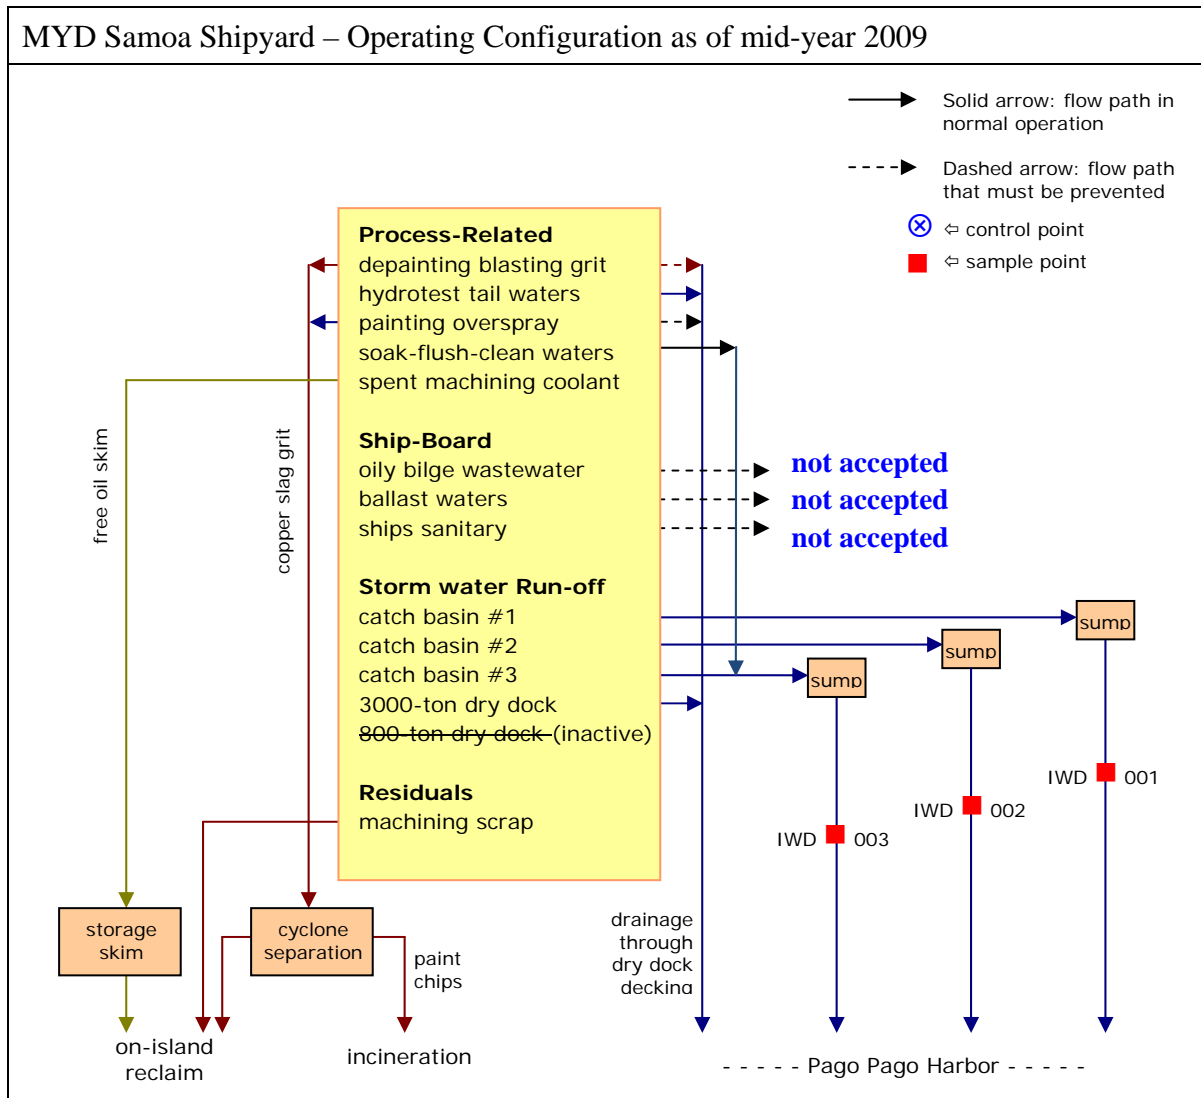 MYD Samoa Shipyard – Operating Configuration as of mid-year 2009
Solid arrow: flow path in
normal operation
Dashed arrow: flow path
that must be prevented
⇦ control point
⇦ sample point
Process-Related
depainting blasting grit
hydrotest tail waters
painting overspray
soak-flush-clean waters
spent machining coolant
Ship-Board
oily bilge wastewater
ballast waters
ships sanitary
not accepted
not accepted
not accepted
Storm water Run-off
catch basin #1
catch basin #2
catch basin #3
3000-ton dry dock
800-ton dry dock (inactive)
Residuals
machining scrap
free oil skim
copper slag grit
sump
sump
sump
IWD 001
IWD 002
IWD 003
storage
skim
cyclone
separation
paint
chips
drainage
through
dry dock
decking
on-island
reclaim
incineration
- - - - - Pago Pago Harbor - - - - -